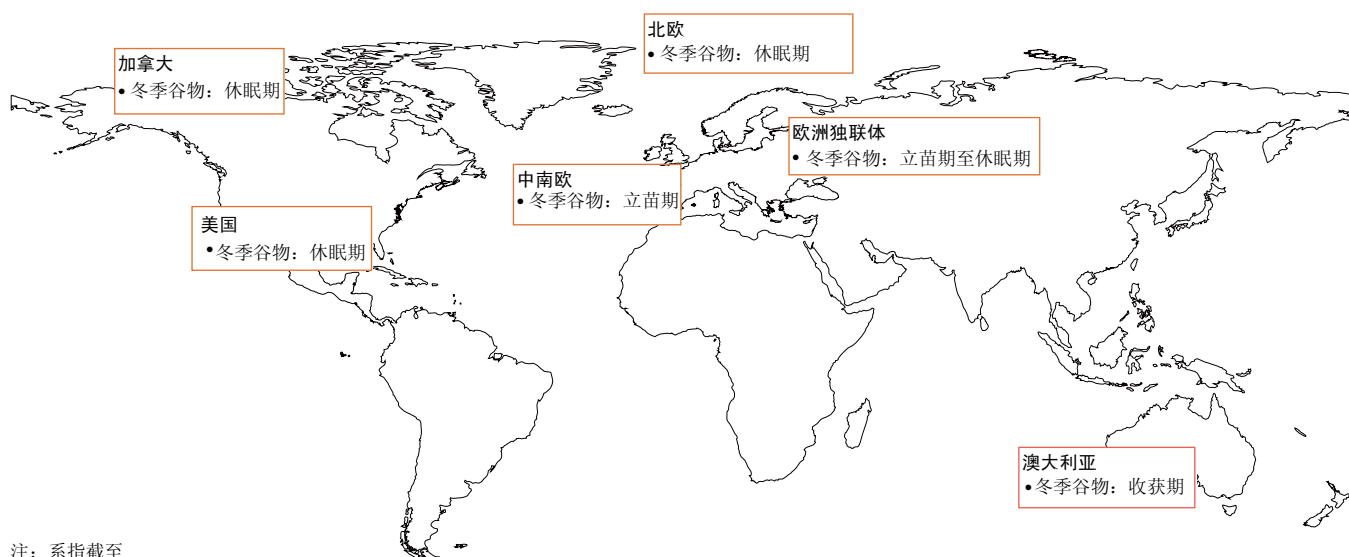 北欧
• 冬季谷物：休眠期
加拿大
• 冬季谷物：休眠期
欧洲独联体
• 冬季谷物：立苗期至休眠期
中南欧
• 冬季谷物：立苗期
美国
• 冬季谷物：休眠期
澳大利亚
• 冬季谷物：收获期
注：系指截至